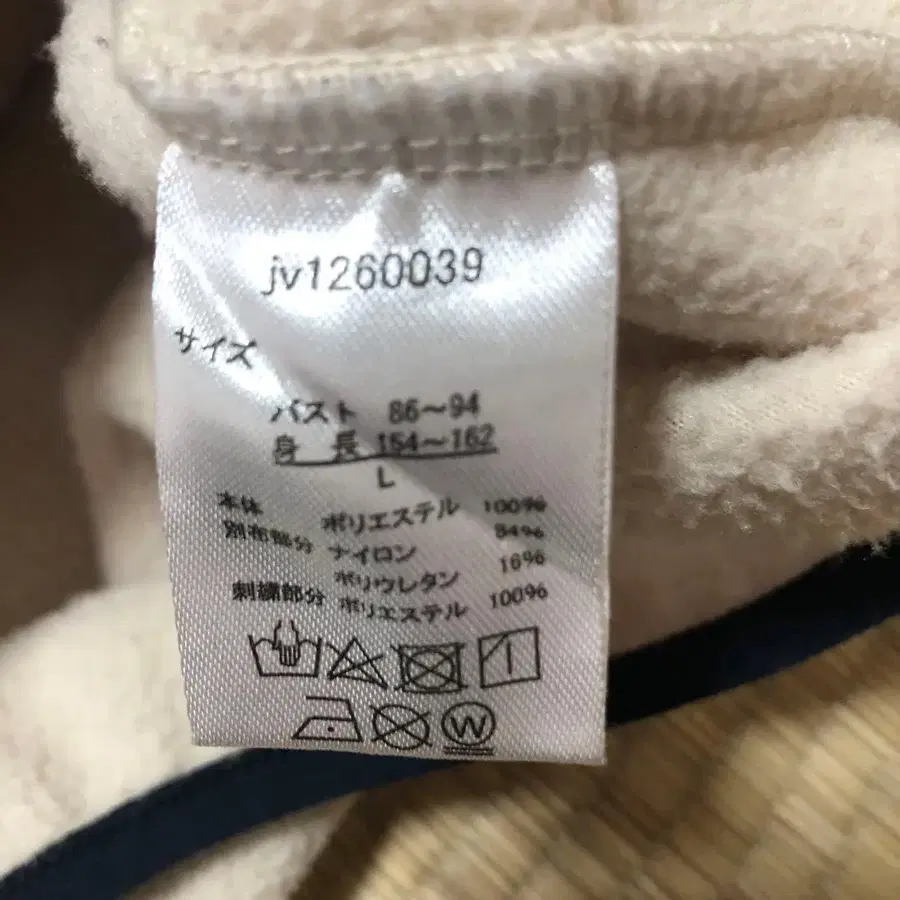 jv1260039
サイズ
バスト 86～94
身 長 154～162
L
本体 ポリエステル 100%
別布部分 ナイロン 84%
ポリウレタン 16%
刺繍部分 ポリエステル 100%
W